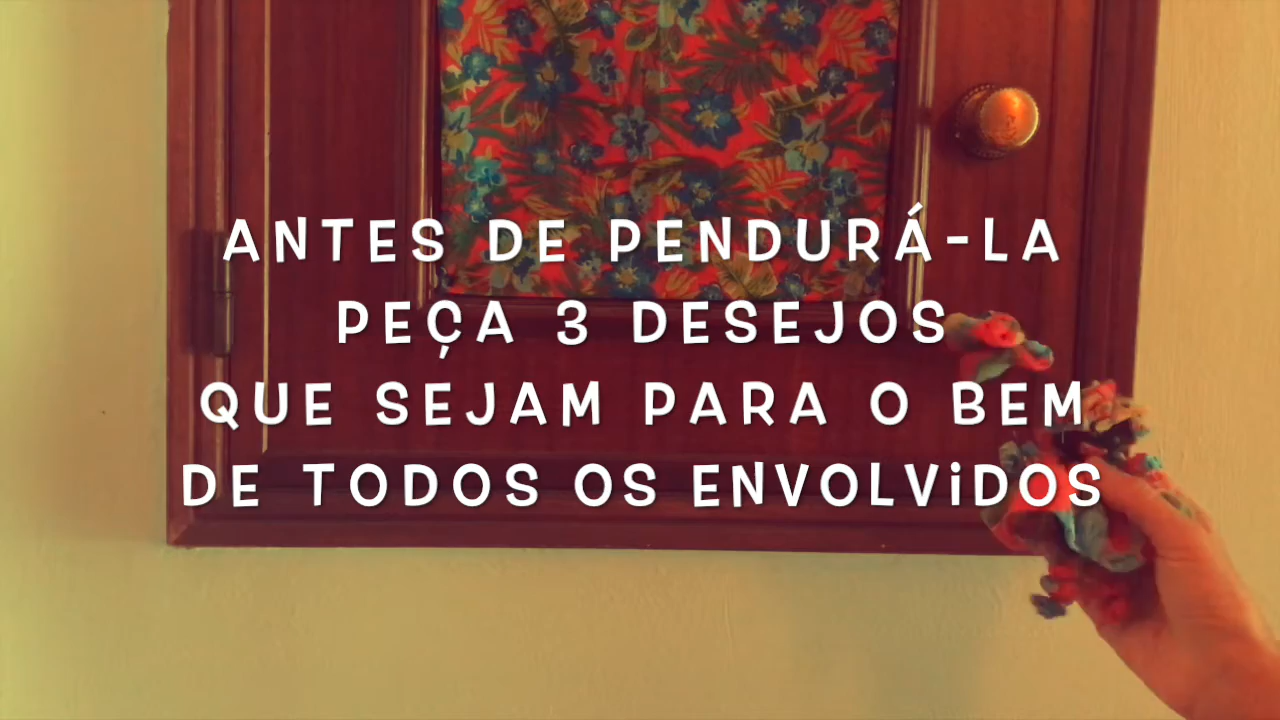 ANTES DE PENDURÁ-LA
PEÇA 3 DESEJOS
QUE SEJAM PARA O BEM
DE TODOS OS ENVOLVIDOS